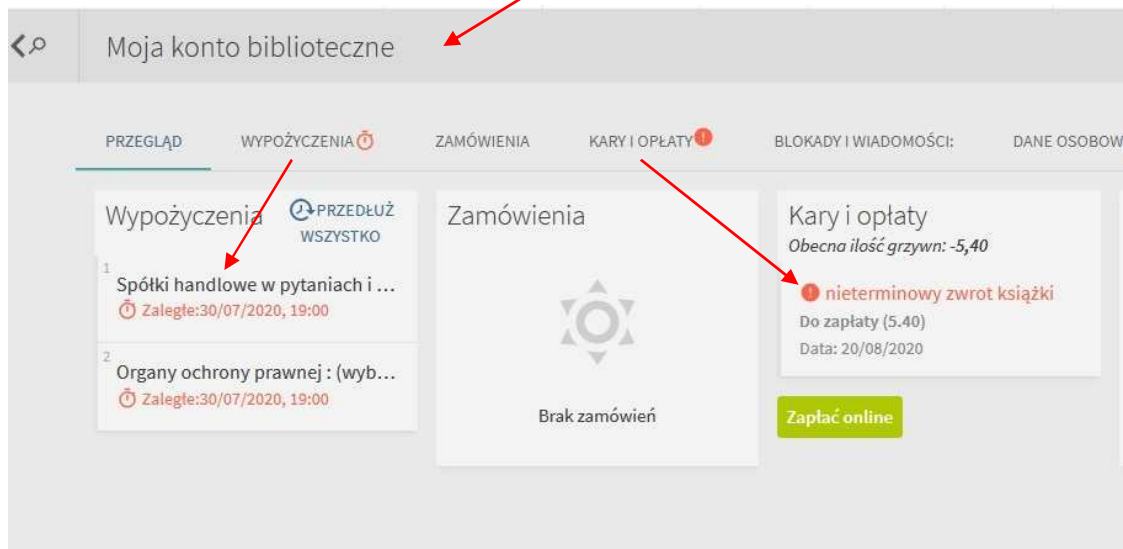 Moja konto biblioteczne
PRZEGLĄD WYPOŻYCZENIA ZAMÓWIENIA KARY I OPŁATY BLOKADY I WIADOMOŚCI: DANE OSOBOW
Wypożyczenia
PRZEDŁUŻ
WSZYSTKO
1
Spółki handlowe w pytaniach i ...
Zaległe:30/07/2020, 19:00
2
Organy ochrony prawnej : (wyb...
Zaległe:30/07/2020, 19:00
Zamówienia
Brak zamówień
Kary i opłaty
Obecna ilość grzywn: -5,40
nieterminowy zwrot książki
Do zapłaty (5.40)
Data: 20/08/2020
Zapłać online